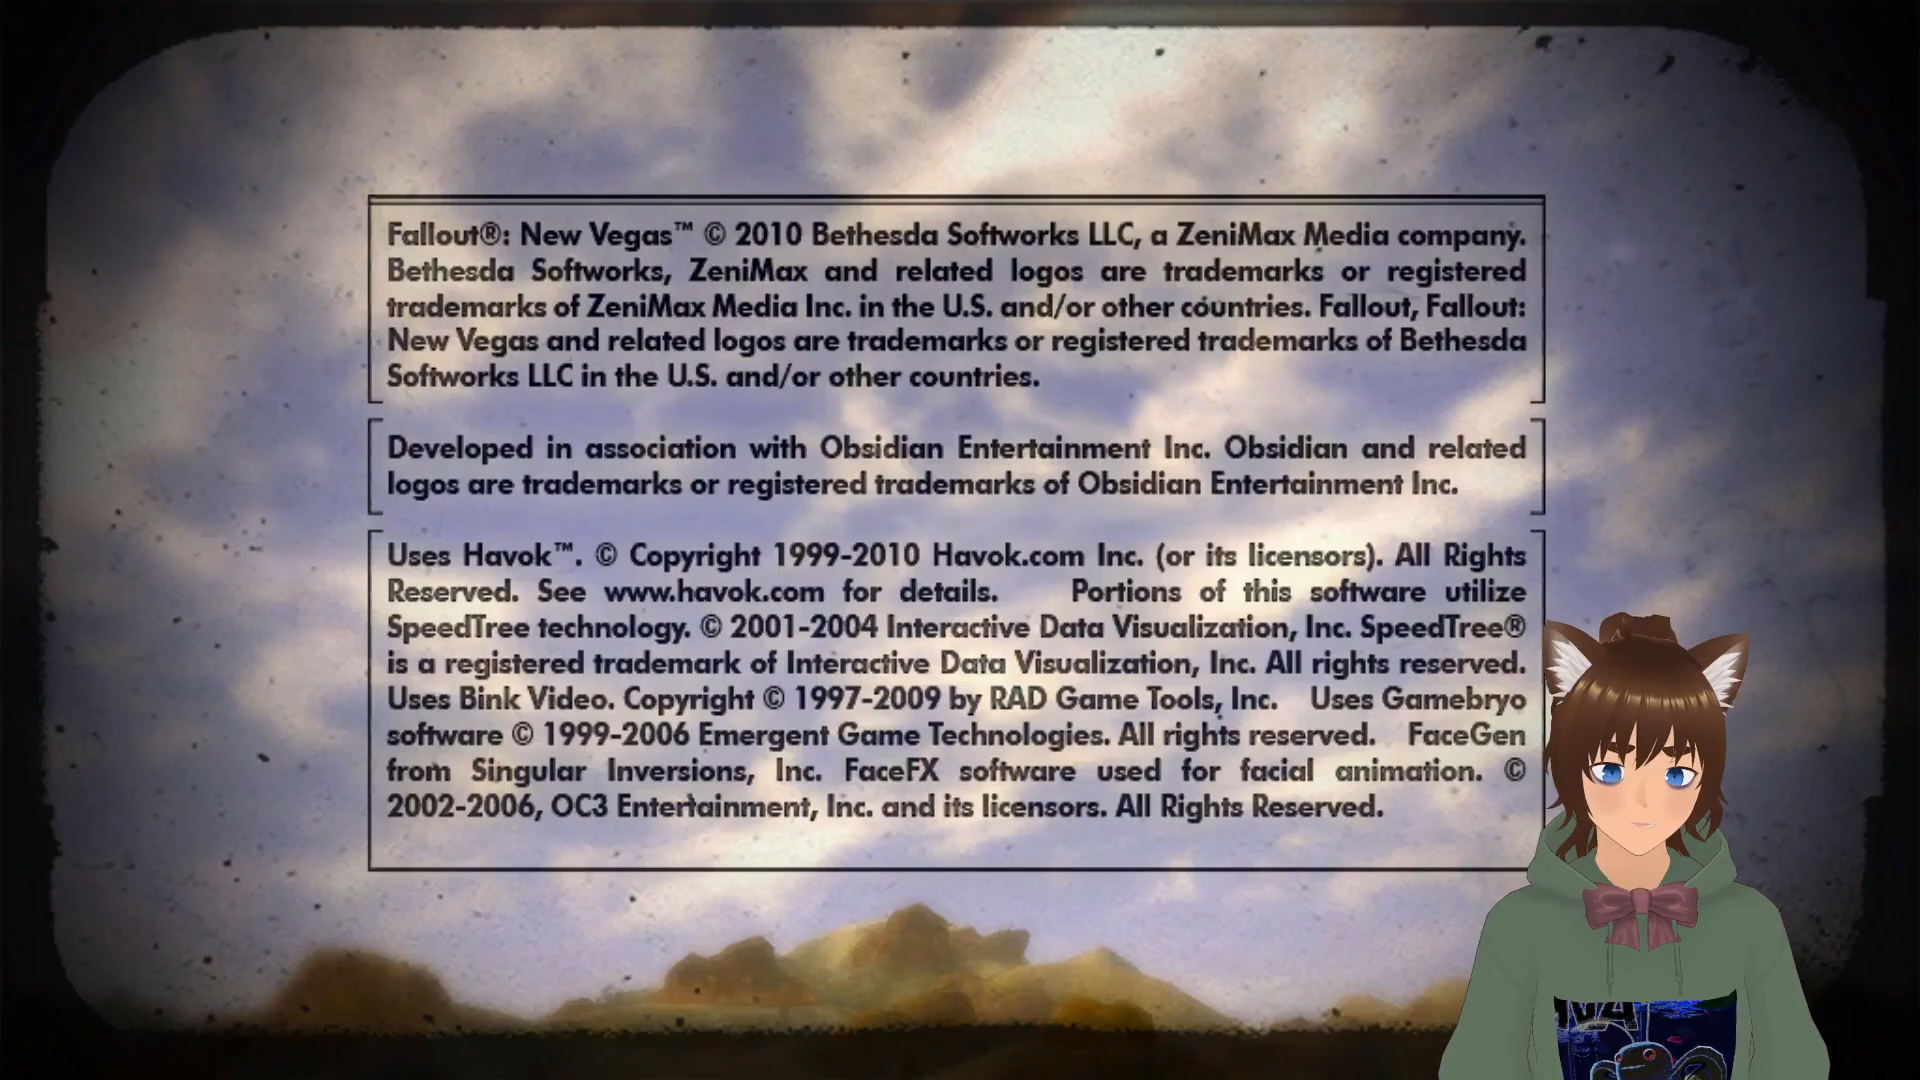 Fallout®: New Vegas™ © 2010 Bethesda Softworks LLC, a ZeniMax Media company.
Bethesda Softworks, ZeniMax and related logos are trademarks or registered
trademarks of ZeniMax Media Inc. in the U.S. and/or other countries. Fallout, Fallout:
New Vegas and related logos are trademarks or registered trademarks of Bethesda
Softworks LLC in the U.S. and/or other countries.
Developed in association with Obsidian Entertainment Inc. Obsidian and related
logos are trademarks or registered trademarks of Obsidian Entertainment Inc.
Uses Havok™. © Copyright 1999-2010 Havok.com Inc. (or its licensors). All Rights
Reserved. See www.havok.com for details. Portions of this software utilize
SpeedTree technology. © 2001-2004 Interactive Data Visualization, Inc. SpeedTree®
is a registered trademark of Interactive Data Visualization, Inc. All rights reserved.
Uses Bink Video. Copyright © 1997-2009 by RAD Game Tools, Inc. Uses Gamebryo
software © 1999-2006 Emergent Game Technologies. All rights reserved. FaceGen
from Singular Inversions, Inc. FaceFX software used for facial animation. ©
2002-2006, OC3 Entertainment, Inc. and its licensors. All Rights Reserved.